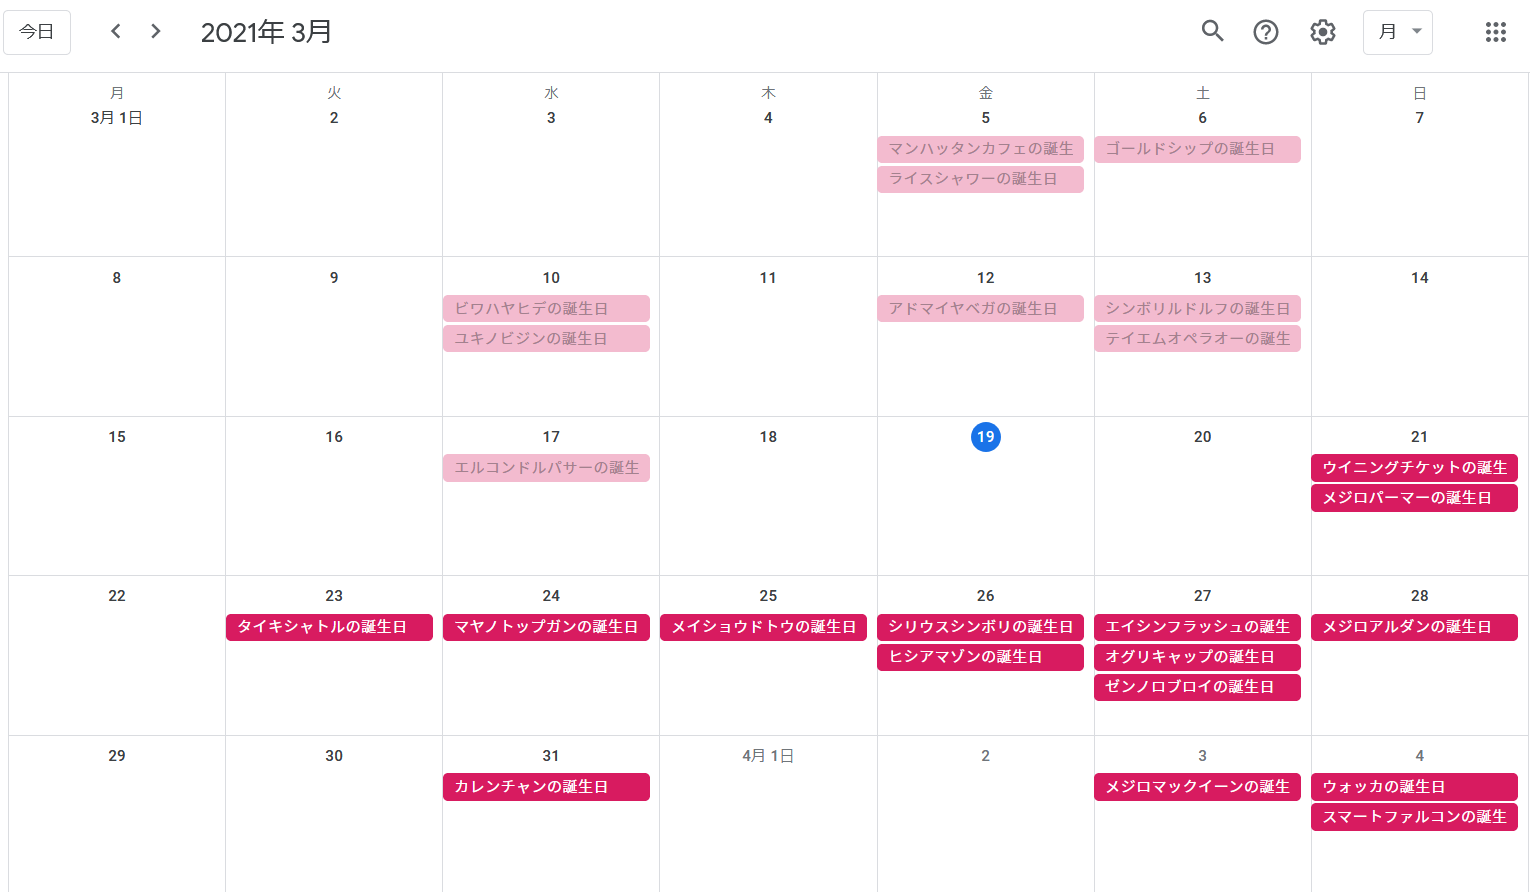 今日
2021年 3月
月
月
火
水
木
金
土
日
3月 1日
2
3
4
5
6
7
マンハッタンカフェの誕生
ゴールドシップの誕生日
ライスシャワーの誕生日
8
9
10
11
12
13
14
ビワハヤヒデの誕生日
アドマイヤベガの誕生日
シンボリルドルフの誕生日
ユキノビジンの誕生日
テイエムオペラオーの誕生
15
16
17
18
19
20
21
エルコンドルパサーの誕生
ウイニングチケットの誕生
メジロパーマーの誕生日
22
23
24
25
26
27
28
タイキシャトルの誕生日
マヤノトップガンの誕生日
メイショウドトウの誕生日
シリウスシンボリの誕生日
エイシンフラッシュの誕生
メジロアルダンの誕生日
ヒシアマゾンの誕生日
オグリキャップの誕生日
ゼンノロブロイの誕生日
29
30
31
4月 1日
2
3
4
カレンチャンの誕生日
メジロマックイーンの誕生
ウォッカの誕生日
スマートファルコンの誕生